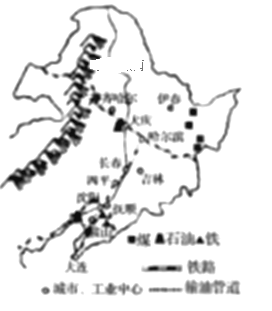 齐哈尔
伊春
大庆
哈尔滨
长春
四平
吉林
沈阳
抚顺
鞍山
大连
■煤 ▲石油 ▲铁
铁路
◎城市、工业中心
输油管道